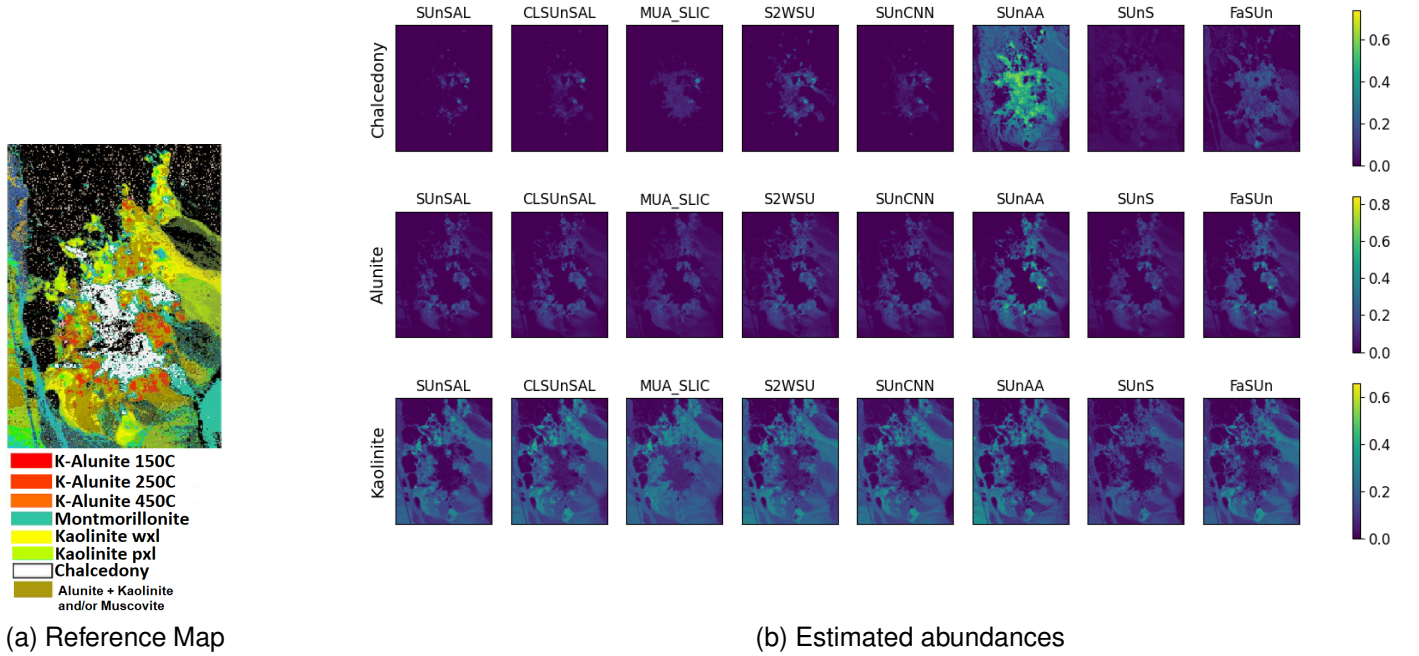 K-Alunite 150C
K-Alunite 250C
K-Alunite 450C
Montmorillonite
Kaolinite wxl
Kaolinite pxl
Chalcedony
Alunite + Kaolinite
and/or Muscovite
(a) Reference Map
SUnSAL CLSUnSAL MUA_SLIC S2WSU SUnCNN SUnAA SUnS FaSUn
Chalcedony
0.6
0.4
0.2
0.0
SUnSAL CLSUnSAL MUA_SLIC S2WSU SUnCNN SUnAA SUnS FaSUn
Alunite
0.8
0.6
0.4
0.2
0.0
SUnSAL CLSUnSAL MUA_SLIC S2WSU SUnCNN SUnAA SUnS FaSUn
Kaolinite
0.6
0.4
0.2
0.0
(b) Estimated abundances